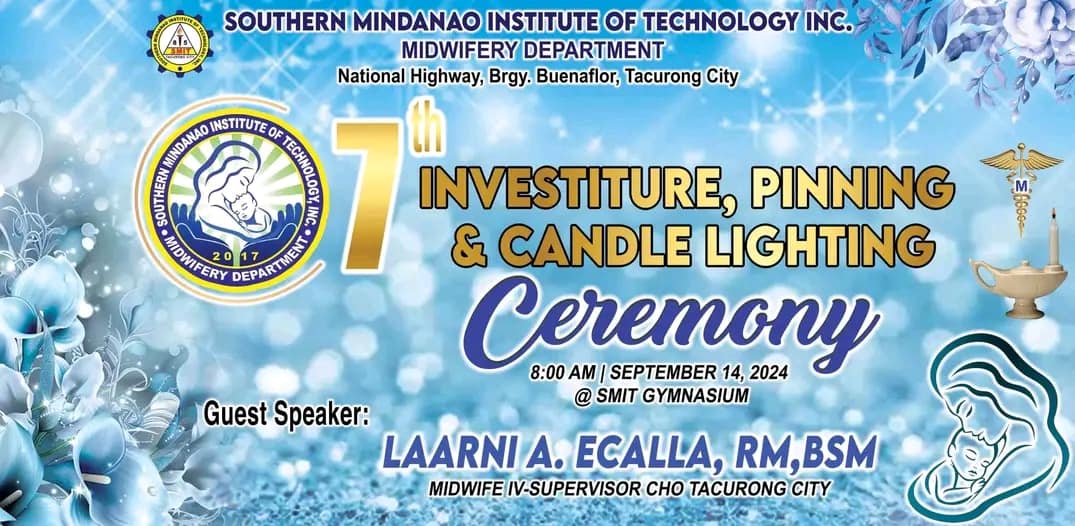 SOUTHERN MINDANAO INSTITUTE OF TECHNOLOGY INC.
MIDWIFERY DEPARTMENT
National Highway, Brgy. Buenaflor, Tacurong City
SMIT
SOUTHERN MINDANAO INSTITUTE OF TECHNOLOGY, INC.
2017
MIDWIFERY DEPARTMENT
7th
INVESTITURE, PINNING
& CANDLE LIGHTING
Ceremony
M
8:00 AM | SEPTEMBER 14, 2024
@ SMIT GYMNASIUM
Guest Speaker:
LAARNI A. ECALLA, RM,BSM
MIDWIFE IV-SUPERVISOR CHO TACURONG CITY